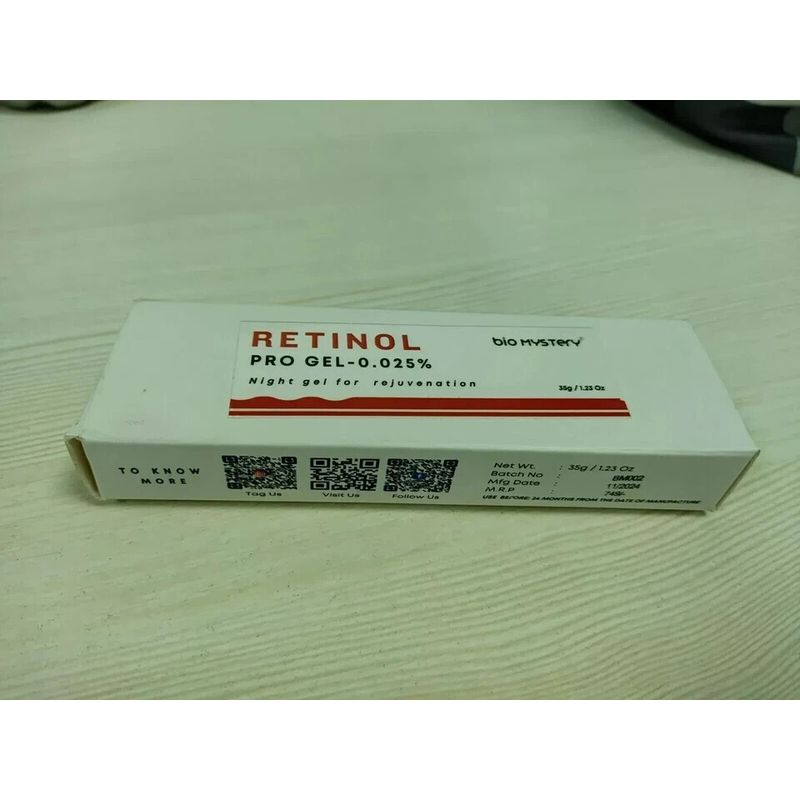 RETINOL
PRO GEL-0.025%
Night gel for rejuvenation
bio MYSTERY
35g / 1.23 Oz
TO KNOW
MORE
Tag Us
Visit Us
Follow Us
Net Wt. : 35g / 1.23 Oz
Batch No : BM002
Mfg Date : 11/2024
M.R.P : 749/-
USE BEFORE: 24 MONTHS FROM THE DATE OF MANUFACTURE